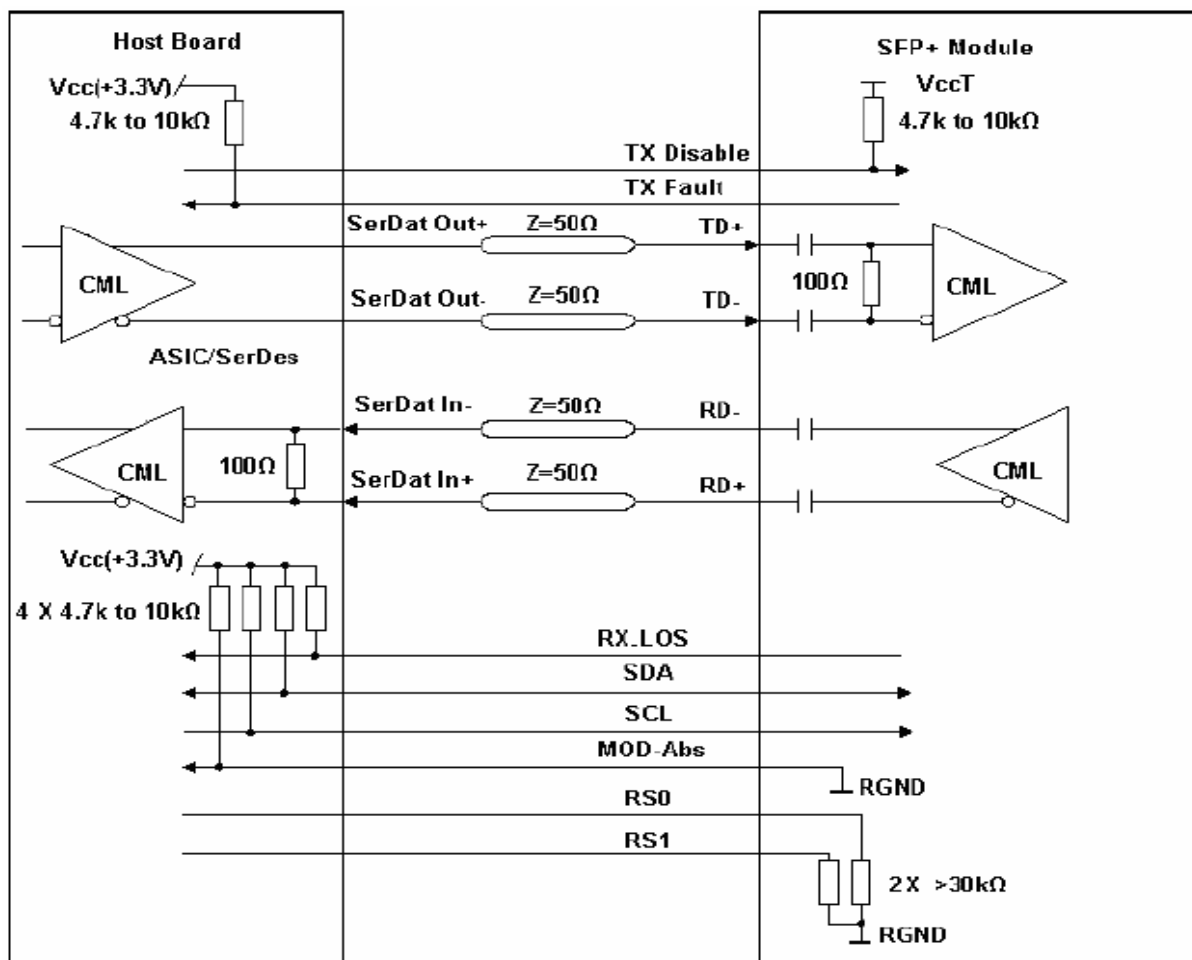 Host Board
SFP+ Module
Vcc(+3.3V)
VccT
4.7k to 10kΩ
4.7k to 10kΩ
TX Disable
TX Fault
SerDat Out+
Z=50Ω
TD+
CML
100Ω
CML
SerDat Out-
Z=50Ω
TD-
ASIC/SerDes
SerDat In-
Z=50Ω
RD-
CML
100Ω
SerDat In+
Z=50Ω
RD+
CML
Vcc(+3.3V)
4 X 4.7k to 10kΩ
RX_LOS
SDA
SCL
MOD-Abs
RGND
RS0
RS1
2X >30kΩ
RGND